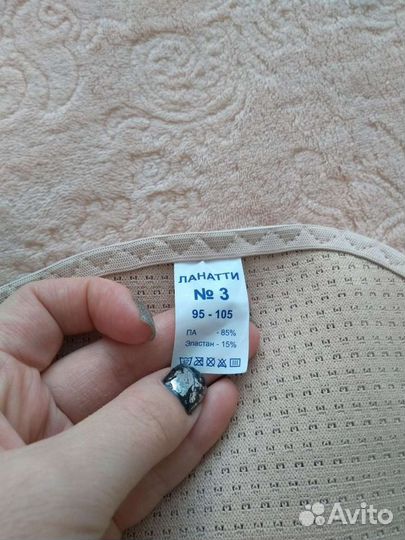 ЛАНАТТИ
№ 3
95 - 105
ПА - 85%
Эластан - 15%
Avito